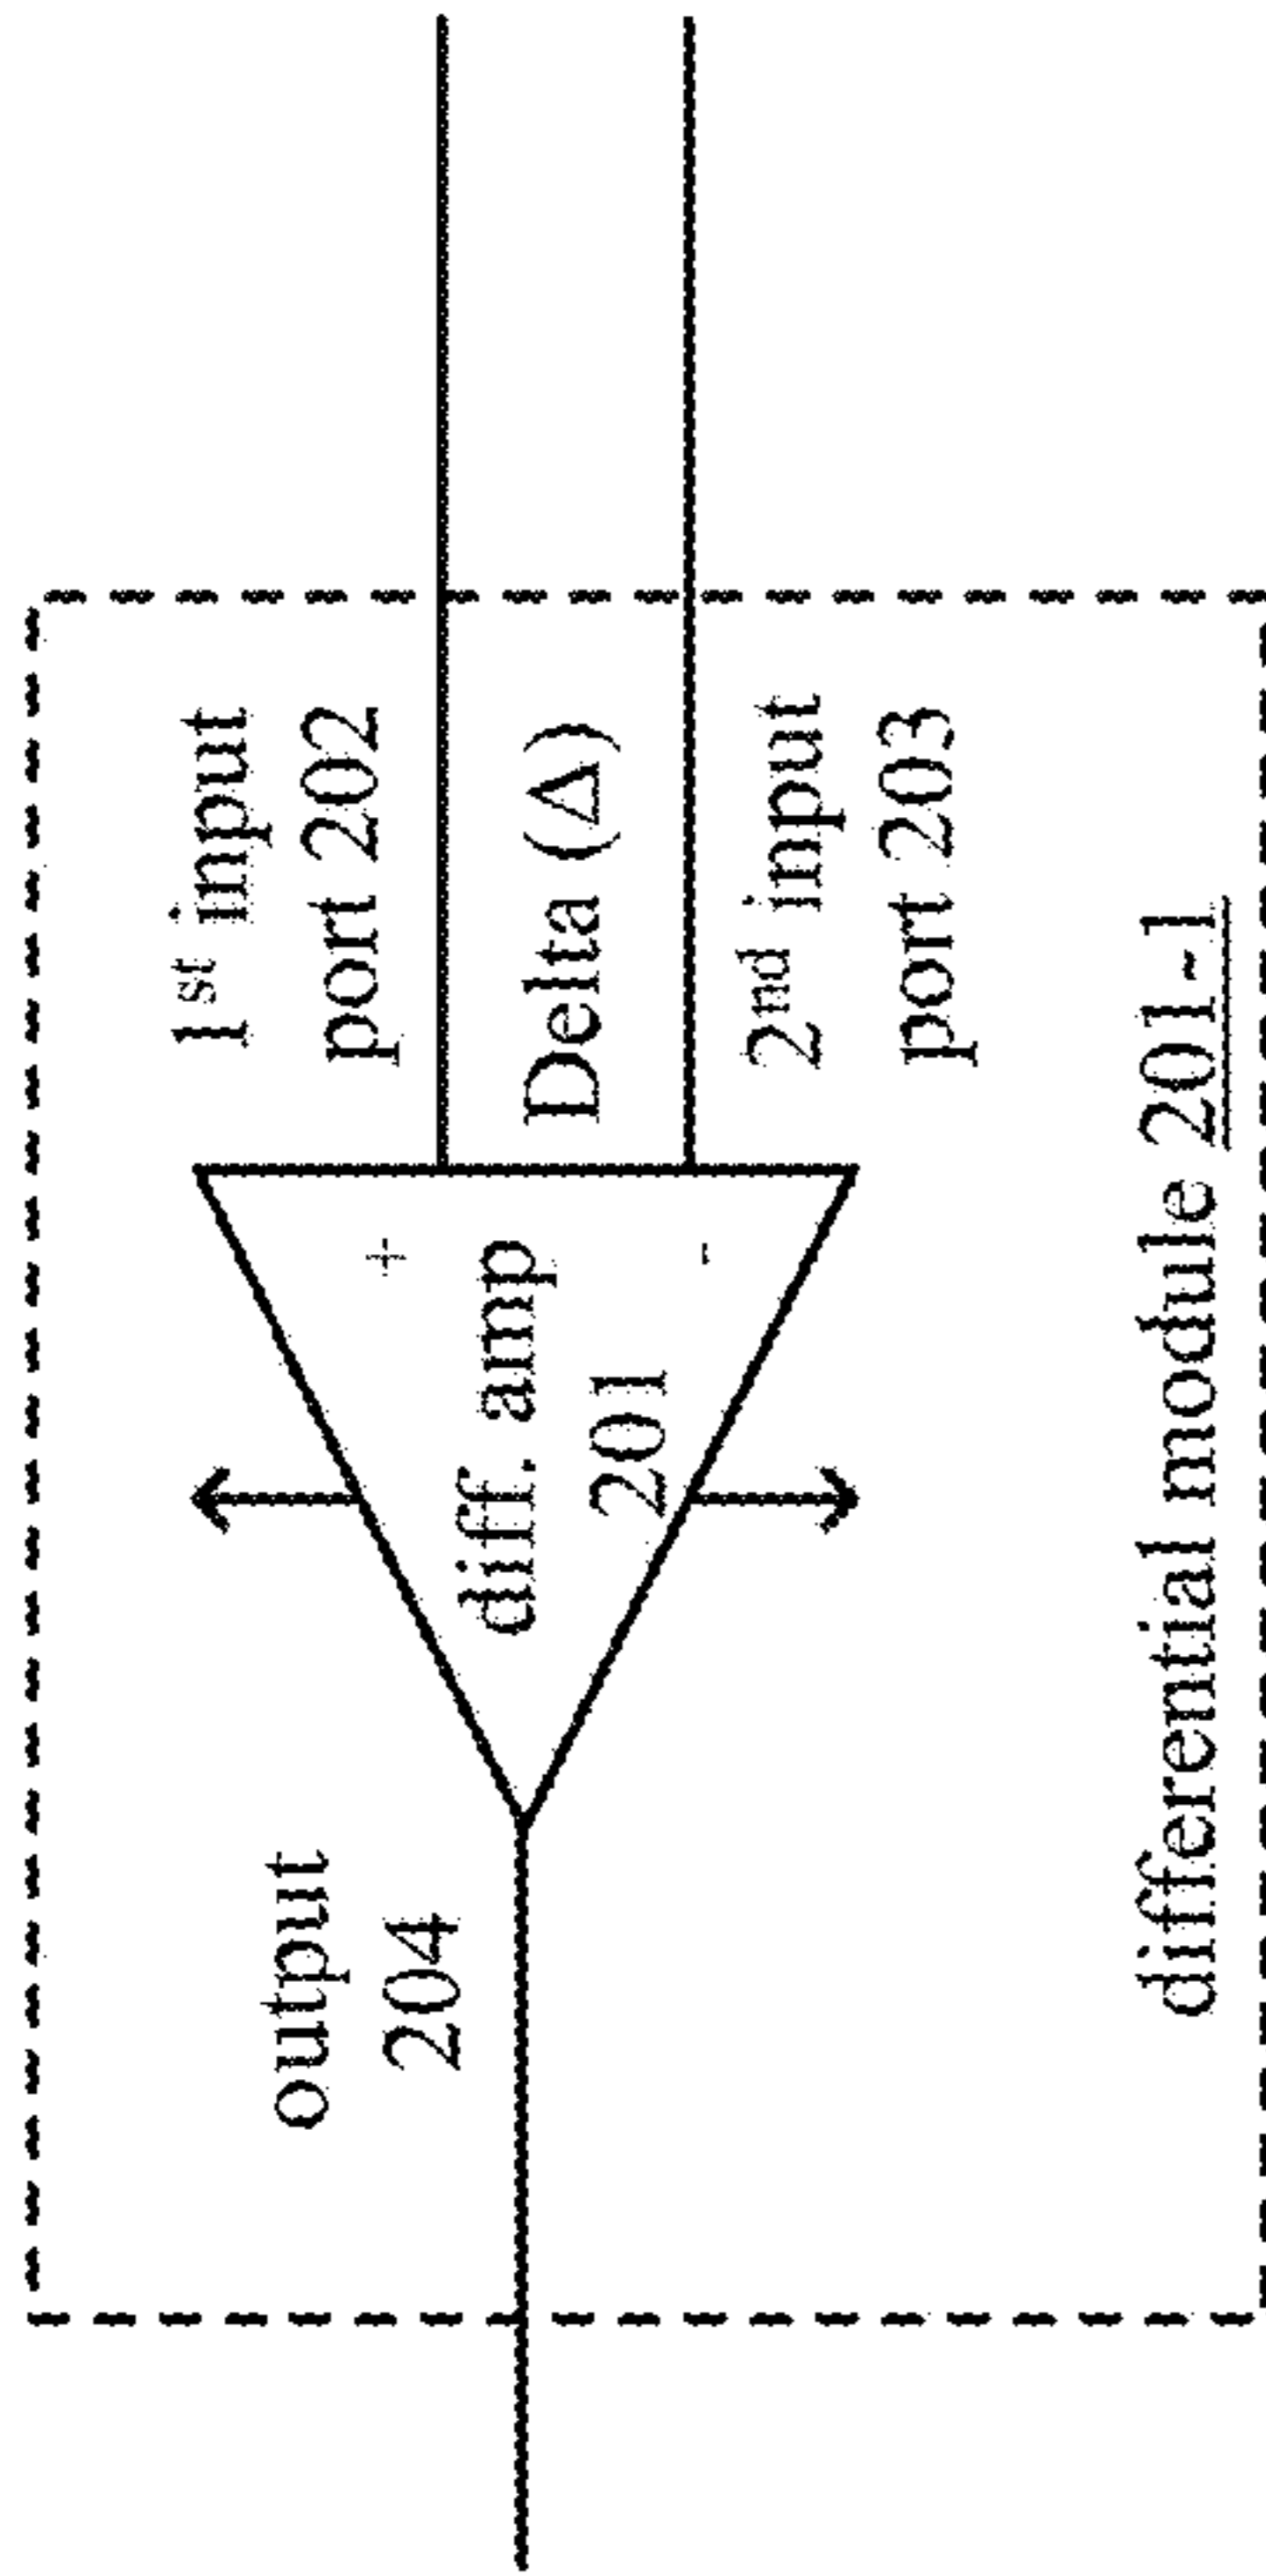 output
204
1st input
port 202
+
diff. amp
201
-
Delta (Δ)
2nd input
port 203
differential module 201-1